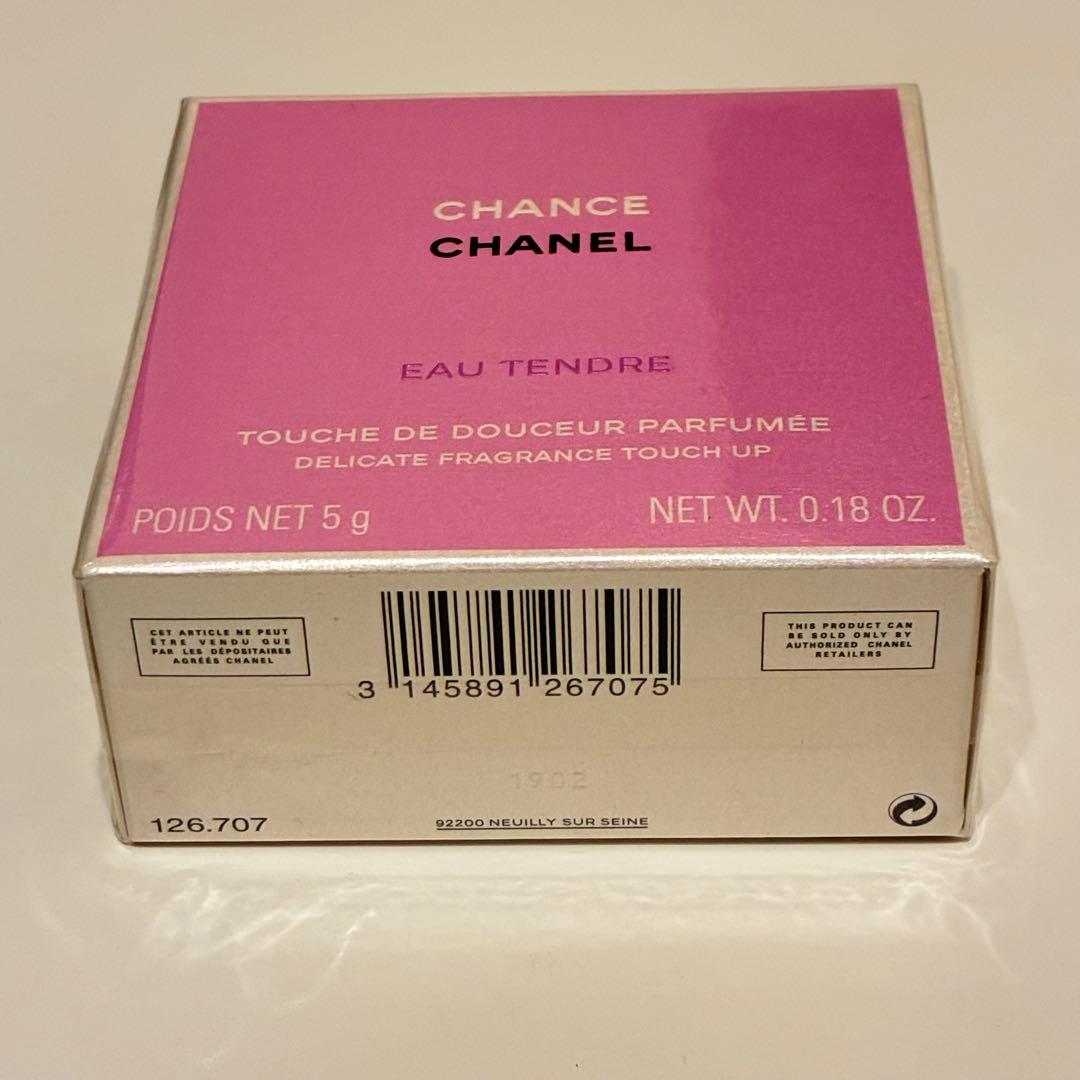 CHANCE
CHANEL
EAU TENDRE
TOUCHE DE DOUCEUR PARFUMÉE
DELICATE FRAGRANCE TOUCH UP
POIDS NET 5 g
NET WT. 0.18 OZ.
CET ARTICLE NE PEUT
ÊTRE VENDU QUE
PAR LES DÉPOSITAIRES
AGRÉÉS CHANEL
3 145891 267075
THIS PRODUCT CAN
BE SOLD ONLY BY
AUTHORIZED CHANEL
RETAILERS
1902
126.707
92200 NEUILLY SUR SEINE